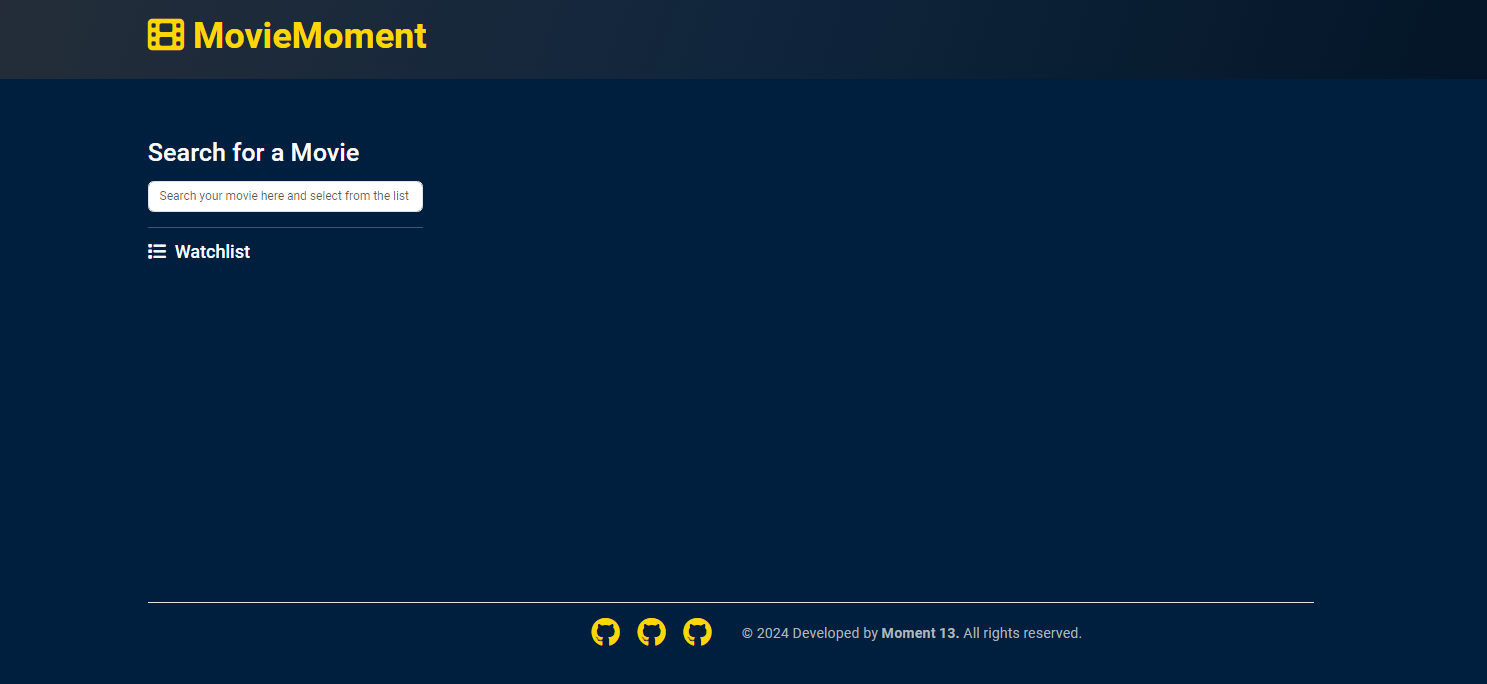 MovieMoment
Search for a Movie
Search your movie here and select from the list
Watchlist
© 2024 Developed by Moment 13. All rights reserved.